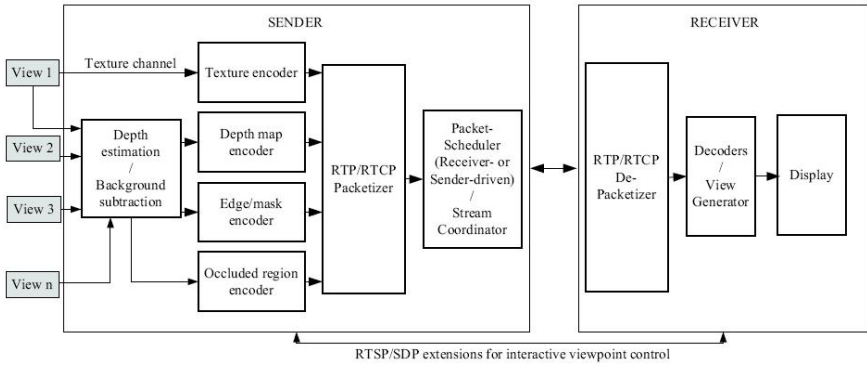 SENDER
RECEIVER
View 1
Texture channel
Texture encoder
View 2
Depth
estimation
/
Background
subtraction
Depth map
encoder
View 3
Edge/mask
encoder
View n
Occluded region
encoder
RTP/RTCP
Packetizer
Packet-
Scheduler
(Receiver- or
Sender-driven)
/
Stream
Coordinator
RTP/RTCP
De-
Packetizer
Decoders
/
View
Generator
Display
RTSP/SDP extensions for interactive viewpoint control